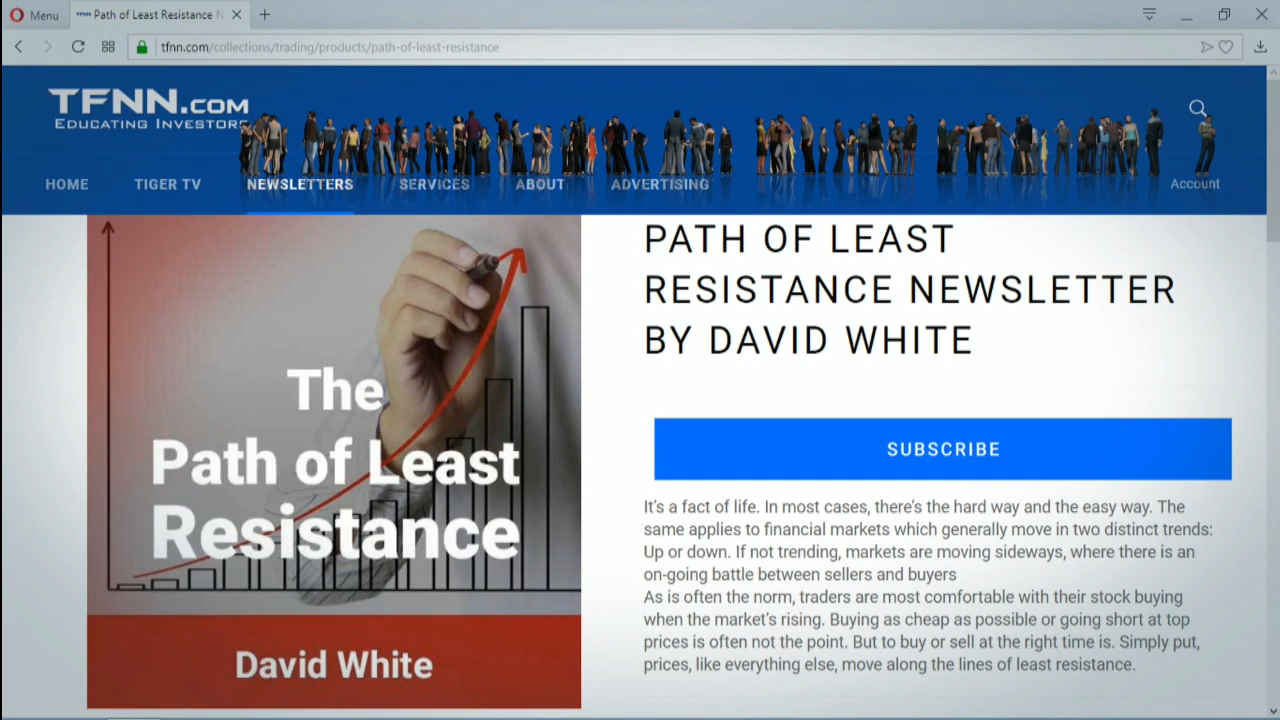 Menu
Path of Least Resistance N
tfnn.com/collections/trading/products/path-of-least-resistance
TFNN.COM
EDUCATING INVESTORS
HOME
TIGER TV
NEWSLETTERS
SERVICES
ABOUT
ADVERTISING
Account
The
Path of Least
Resistance
David White
PATH OF LEAST
RESISTANCE NEWSLETTER
BY DAVID WHITE
SUBSCRIBE
It's a fact of life. In most cases, there's the hard way and the easy way. The
same applies to financial markets which generally move in two distinct trends:
Up or down. If not trending, markets are moving sideways, where there is an
on-going battle between sellers and buyers
As is often the norm, traders are most comfortable with their stock buying
when the market's rising. Buying as cheap as possible or going short at top
prices is often not the point. But to buy or sell at the right time is. Simply put,
prices, like everything else, move along the lines of least resistance.